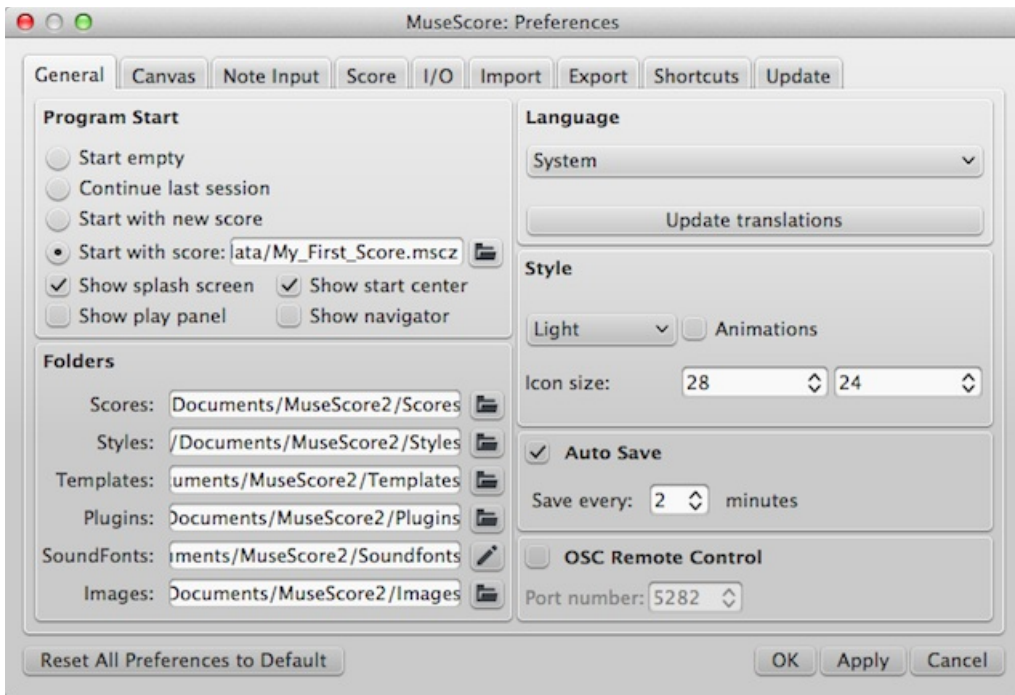 MuseScore: Preferences
General Canvas Note Input Score I/O Import Export Shortcuts Update
Program Start
Start empty
Continue last session
Start with new score
Start with score: /My_First_Score.mscz
Show splash screen Show start center
Show play panel Show navigator
Folders
Scores: Documents/MuseScore2/Scores
Styles: /Documents/MuseScore2/Styles
Templates: uments/MuseScore2/Templates
Plugins: Documents/MuseScore2/Plugins
SoundFonts: ments/MuseScore2/Soundfonts
Images: Documents/MuseScore2/Images
Language
System
Update translations
Style
Light Animations
Icon size: 28 24
Auto Save
Save every: 2 minutes
OSC Remote Control
Port number: 5282
Reset All Preferences to Default OK Apply Cancel